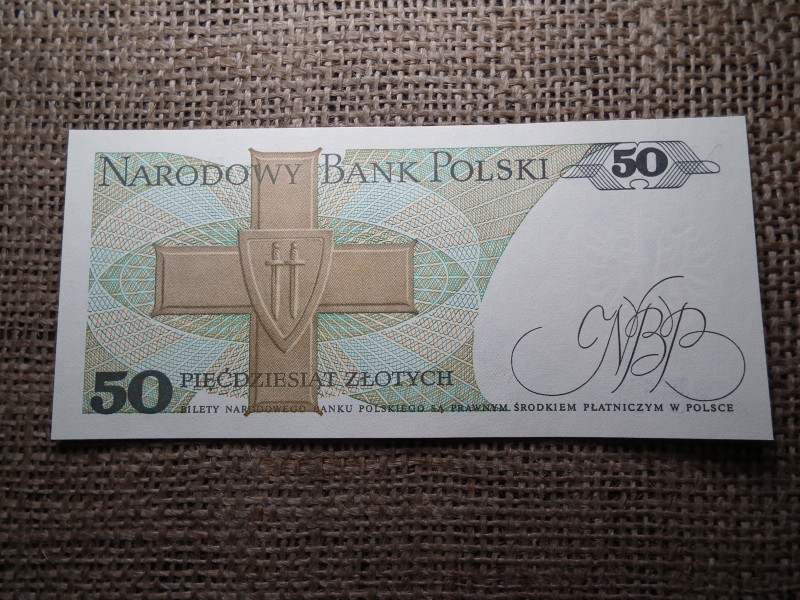 NARODOWY BANK POLSKI
50
NBP
50
PIĘĆDZIESIĄT ZŁOTYCH
BILETY NARODOWEGO BANKU POLSKIEGO SĄ PRAWNYM ŚRODKIEM PŁATNICZYM W POLSCE